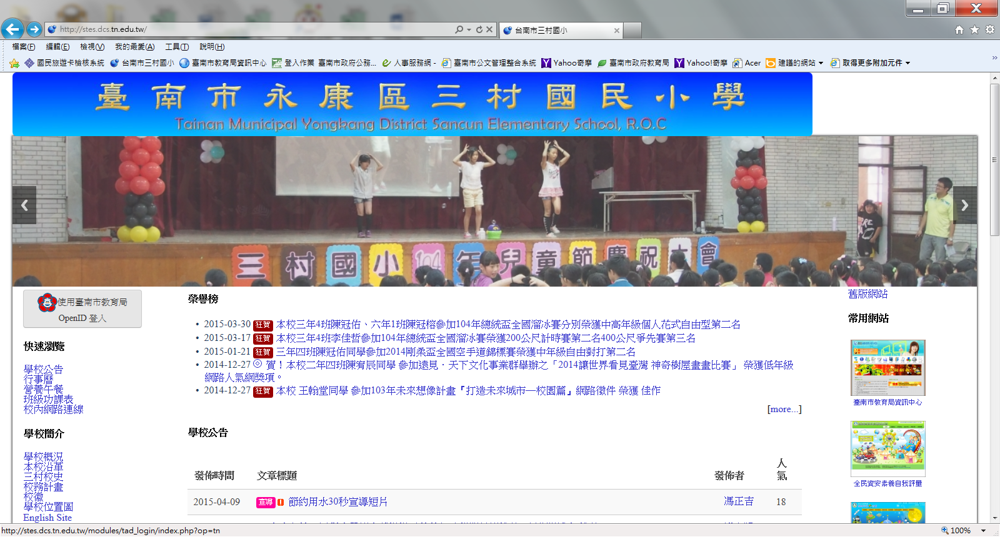 http://stes.dcs.tn.edu.tw/
台南市三村國小
檔案(F) 編輯(E) 檢視(V) 我的最愛(A) 工具(T) 說明(H)
國民旅遊卡檢核系統 台南市三村國小 臺南市教育局資訊中心 登入作業 臺南市政府公務... 人事服務網 - 臺南市公文管理整合系統 Yahoo奇摩 臺南市政府教育局 Yahoo!奇摩 Acer 建議的網站 取得更多附加元件
臺南市永康區三村國民小學
Tainan Municipal Yongkang District Sancun Elementary School, R.O.C
三村國小104年兒童節慶祝大會
使用臺南市教育局
OpenID 登入
快速瀏覽
學校公告
行事曆
營養午餐
班級功課表
校內網路連線
學校簡介
學校概況
本校沿革
三村校史
校務計畫
校徽
學校位置圖
English Site
榮譽榜
• 2015-03-30 狂賀 本校三年4班陳冠佑、六年1班陳冠榕參加104年總統盃全國溜冰賽分別榮獲中高年級個人花式自由型第二名
• 2015-03-17 狂賀 本校三年4班李佳哲參加104年總統盃全國溜冰賽榮獲200公尺計時賽第二名400公尺爭先賽第三名
• 2015-01-21 狂賀 三年四班陳冠佑同學參加2014剛柔盃全國空手道錦標賽榮獲中年級自由對打第二名
• 2014-12-27 賀！本校二年四班陳宥辰同學 參加遠見．天下文化事業群舉辦之「2014讓世界看見臺灣 神奇樹屋畫畫比賽」 榮獲低年級
網路人氣網獎項。
• 2014-12-27 狂賀 本校 王翰堂同學 參加103年未來想像計畫『打造未來城市—校園篇』網路徵件 榮獲 佳作
[more...]
學校公告
發佈時間 文章標題 發佈者 人氣
2015-04-09 宣導 節約用水30秒宣導短片 馮正吉 18
舊版網站
常用網站
臺南市教育局資訊中心
全民資安素養自我評量
http://stes.dcs.tn.edu.tw/modules/tad_login/index.php?op=tn
100%